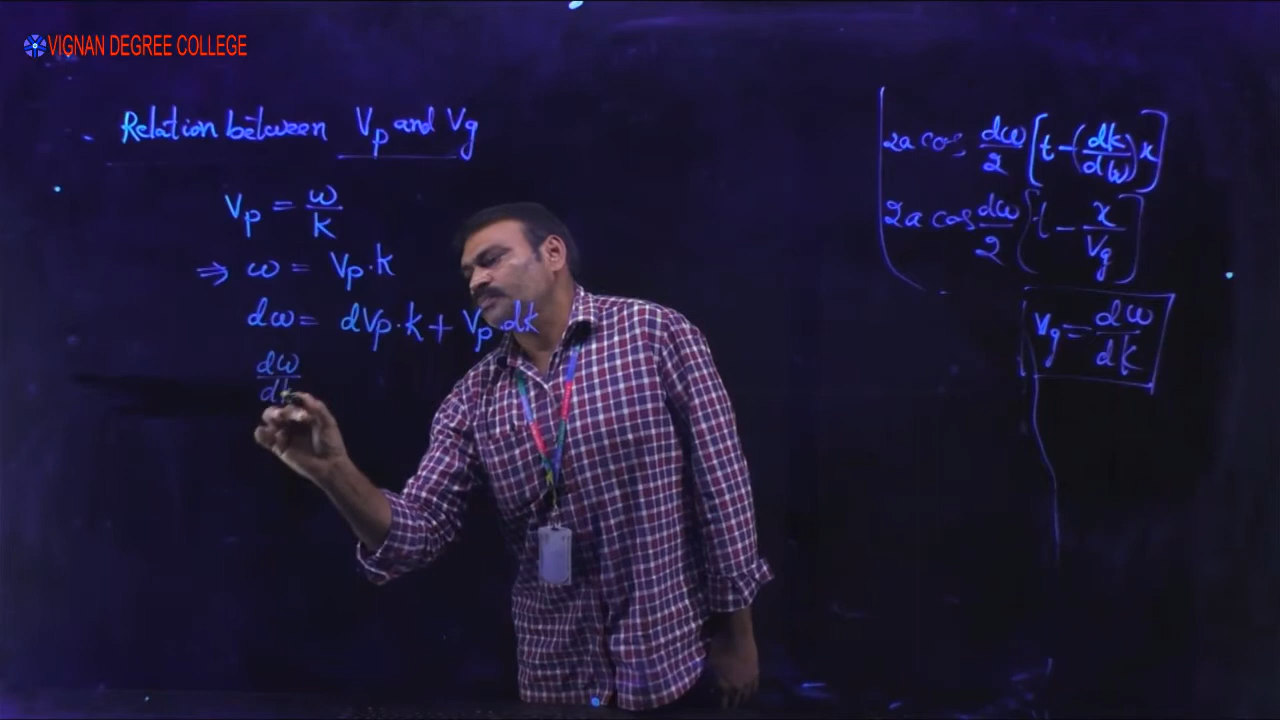 VIGNAN DEGREE COLLEGE
Relation between Vp and Vg
Vp = ω/k
⇒ ω = Vp·k
dω = dVp·k + Vp·dk
dω/dk
2a cos dω/2 [t - (dk/dω) x]
2a cos dω/2 [t - x/Vg]
Vg = dω/dk